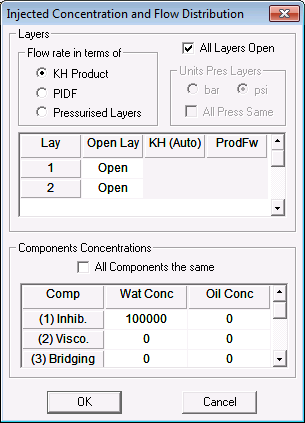 Injected Concentration and Flow Distribution
Layers
Flow rate in terms of
KH Product
PIDF
Pressurised Layers
All Layers Open
Units Pres Layers
bar psi
All Press Same
Lay Open Lay KH (Auto) ProdFw
1 Open
2 Open
Components Concentrations
All Components the same
Comp Wat Conc Oil Conc
(1) Inhib. 100000 0
(2) Visco. 0 0
(3) Bridging 0 0
OK Cancel